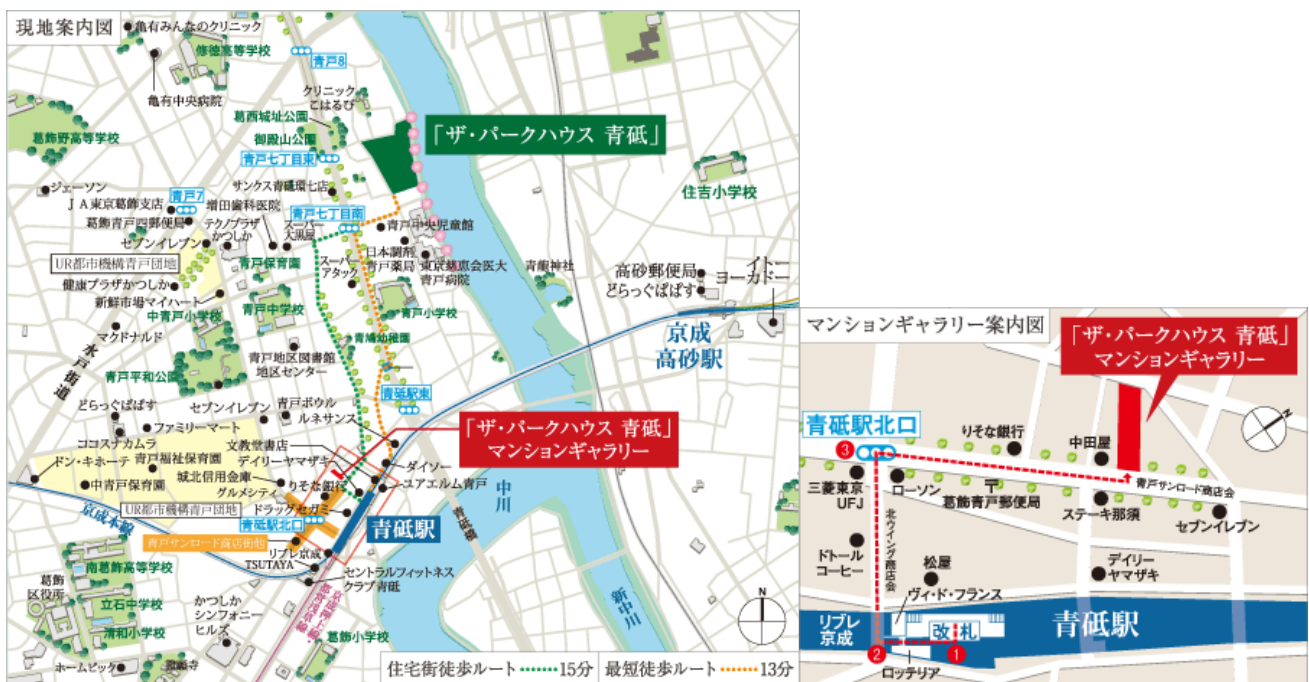 現地案内図
亀有みんなのクリニック
修徳高等学校
青戸8
亀有中央病院
クリニック
こはるび
葛西城址公園
御殿山公園
「ザ・パークハウス 青砥」
葛飾野高等学校
青戸七丁目東
ジェーソン
サンクス青砥環七店
住吉小学校
JA東京葛飾支店
青戸7
増田歯科医院
葛飾青戸四郵便局
テクノプラザ
かつしか
スーパー
大黒屋
青戸七丁目南
青戸中央児童館
セブンイレブン
日本調剤
青戸薬局
東京慈恵会医大
青戸病院
UR都市機構青戸団地
青戸保育園
スーパー
アタック
青龍神社
高砂郵便局
どらっぐぱぱす
イトー
ヨーカドー
健康プラザかつしか
新鮮市場マイハート
青戸中学校
中青戸小学校
青戸小学校
マクドナルド
青鳩幼稚園
京成
高砂駅
水戸街道
青戸地区図書館
地区センター
青戸平和公園
青砥駅東
どらっぐぱぱす
セブンイレブン
青戸ボウル
ルネサンス
ファミリーマート
「ザ・パークハウス 青砥」
マンションギャラリー
ココスナカムラ
文教堂書店
青戸福祉保育園
デイリーヤマザキ
ダイソー
ドン・キホーテ
城北信用金庫
りそな銀行
ユアエルム青戸
中青戸保育園
グルメシティ
中川
UR都市機構青戸団地
ドラッグセガミ
青砥橋
京成本線
青砥駅北口
青砥駅
青戸サンロード商店街他
リブレ京成
TSUTAYA
南葛飾高等学校
セントラルフィットネス
クラブ青砥
葛飾
区役所
立石中学校
かつしか
シンフォニー
ヒルズ
新中川
清和小学校
葛飾小学校
ホームピック
N
住宅街徒歩ルート 15分
最短徒歩ルート 13分
マンションギャラリー案内図
「ザ・パークハウス 青砥」
マンションギャラリー
青砥駅北口
3
りそな銀行
中田屋
N
三菱東京
UFJ
ローソン
葛飾青戸郵便局
青戸サンロード商店会
ステーキ那須
セブンイレブン
北ウイング商店会
ドトール
コーヒー
松屋
デイリー
ヤマザキ
ヴィ・ド・フランス
リブレ
京成
改札
青砥駅
2
1
ロッテリア